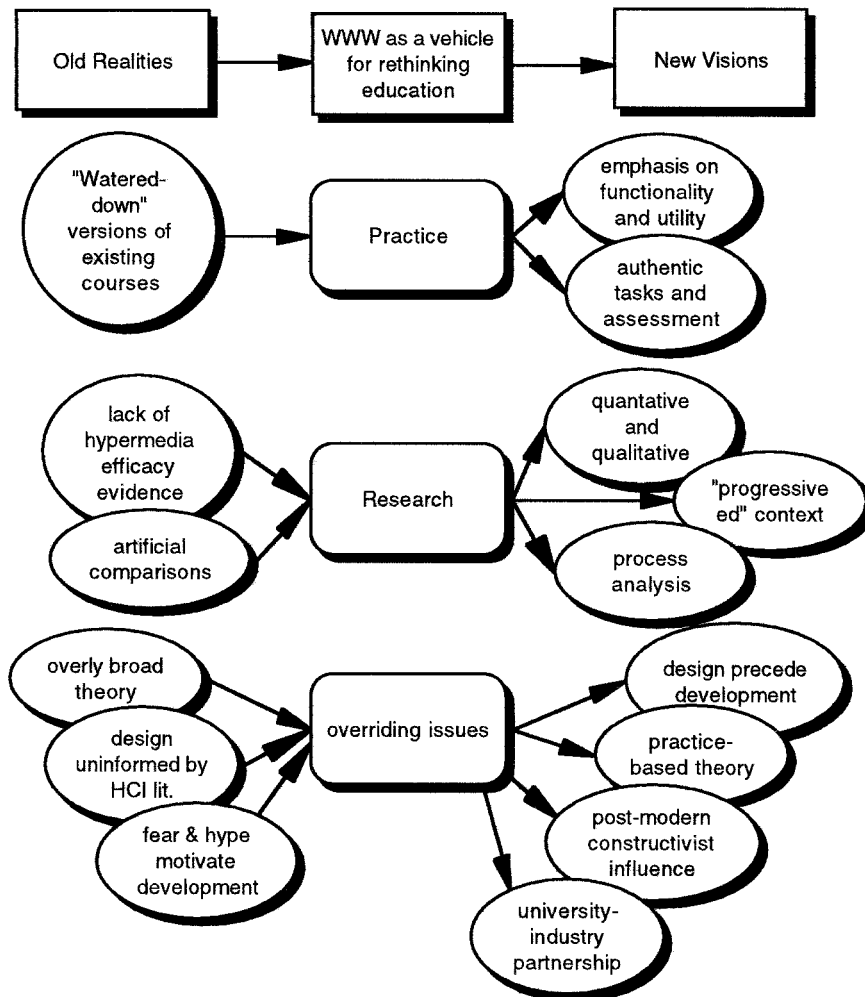 Old Realities
WWW as a vehicle
for rethinking
education
New Visions
"Watered-
down"
versions of
existing
courses
Practice
emphasis on
functionality
and utility
authentic
tasks and
assessment
lack of
hypermedia
efficacy
evidence
artificial
comparisons
Research
quantative
and
qualitative
"progressive
ed" context
process
analysis
overly broad
theory
design
uninformed by
HCI lit.
fear & hype
motivate
development
overriding issues
design precede
development
practice-
based theory
post-modern
constructivist
influence
university-
industry
partnership